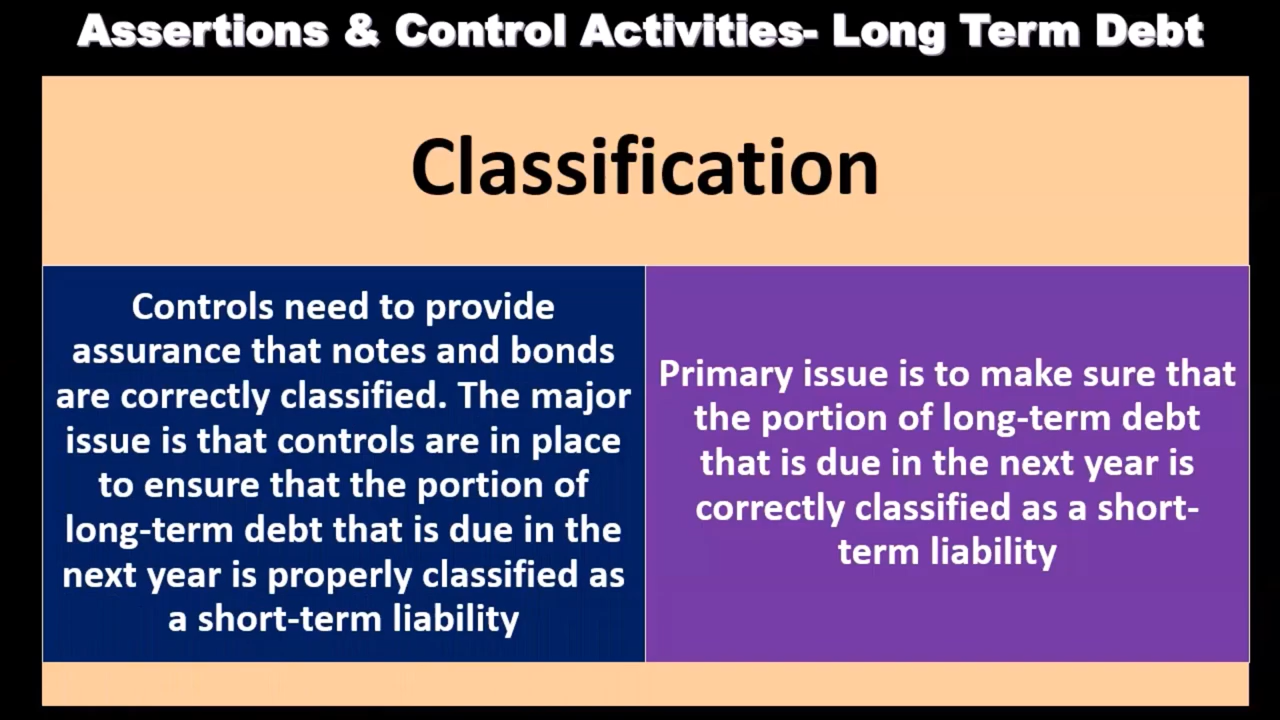 Assertions & Control Activities- Long Term Debt
Classification
Controls need to provide
assurance that notes and bonds
are correctly classified. The major
issue is that controls are in place
to ensure that the portion of
long-term debt that is due in the
next year is properly classified as
a short-term liability
Primary issue is to make sure that
the portion of long-term debt
that is due in the next year is
correctly classified as a short-
term liability